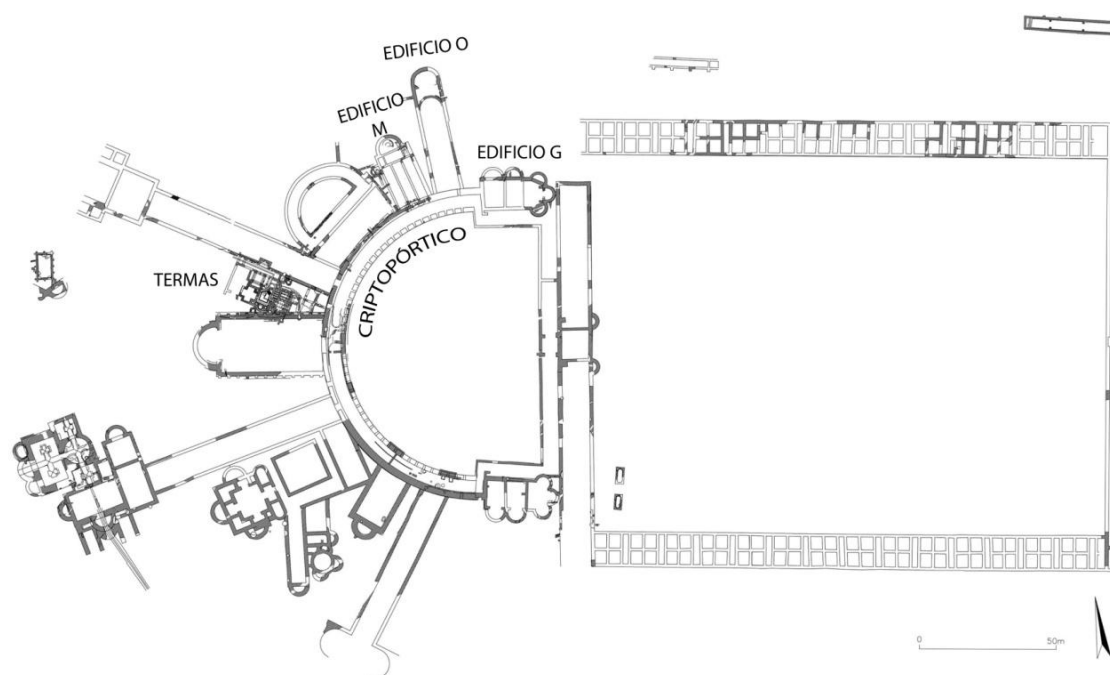 EDIFICIO O
EDIFICIO
M
EDIFICIO G
CRIPTOPÓRTICO
TERMAS
0
50m